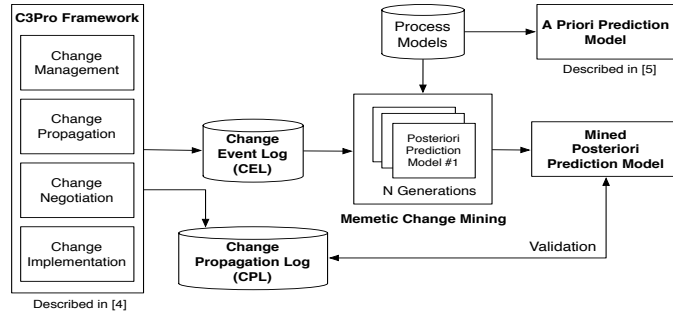 C3Pro Framework
Change
Management
Change
Propagation
Change
Negotiation
Change
Implementation
Described in [4]
Change
Event Log
(CEL)
Change
Propagation Log
(CPL)
Process
Models
Posteriori
Prediction
Model #1
N Generations
Memetic Change Mining
A Priori Prediction
Model
Described in [5]
Mined
Posteriori
Prediction Model
Validation